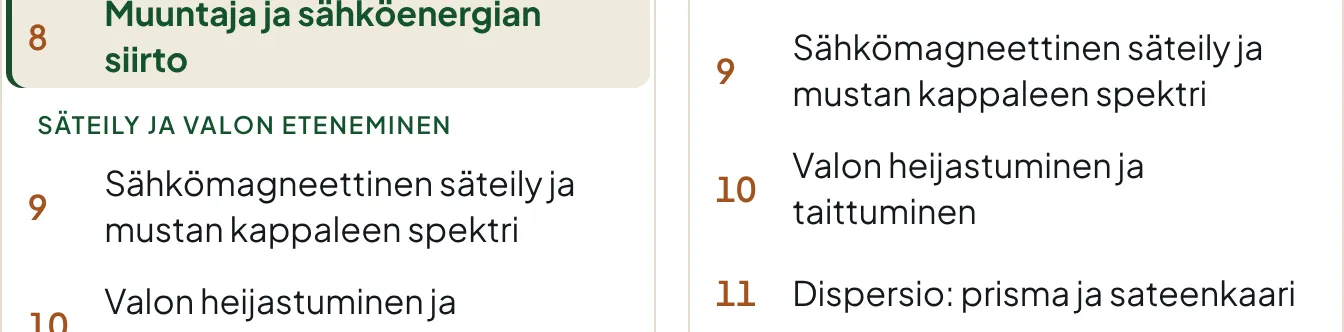 8
Muuntaja ja sähköenergian
siirto
SÄTEILY JA VALON ETENEMINEN
9
Sähkömagneettinen säteily ja
mustan kappaleen spektri
10
Valon heijastuminen ja
9
Sähkömagneettinen säteily ja
mustan kappaleen spektri
10
Valon heijastuminen ja
taittuminen
11
Dispersio: prisma ja sateenkaari